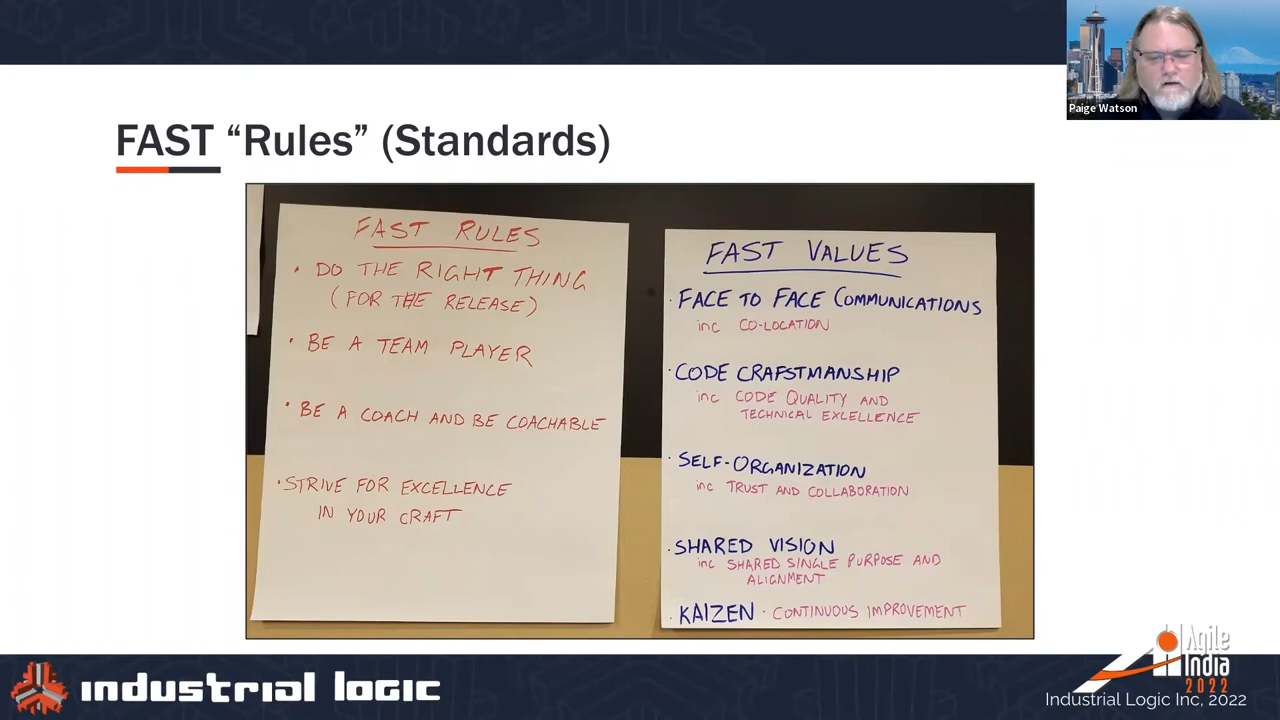 Paige Watson
FAST “Rules” (Standards)
FAST RULES
• DO THE RIGHT THING
(FOR THE RELEASE)
• BE A TEAM PLAYER
• BE A COACH AND BE COACHABLE
• STRIVE FOR EXCELLENCE
IN YOUR CRAFT
FAST VALUES
• FACE TO FACE COMMUNICATIONS
inc CO-LOCATION
• CODE CRAFSTMANSHIP
inc CODE QUALITY AND
TECHNICAL EXCELLENCE
• SELF-ORGANIZATION
inc TRUST AND COLLABORATION
• SHARED VISION
inc SHARED SINGLE PURPOSE AND
ALIGNMENT
• KAIZEN - CONTINUOUS IMPROVEMENT
industrial logic
Agile
India
2022
Industrial Logic Inc, 2022